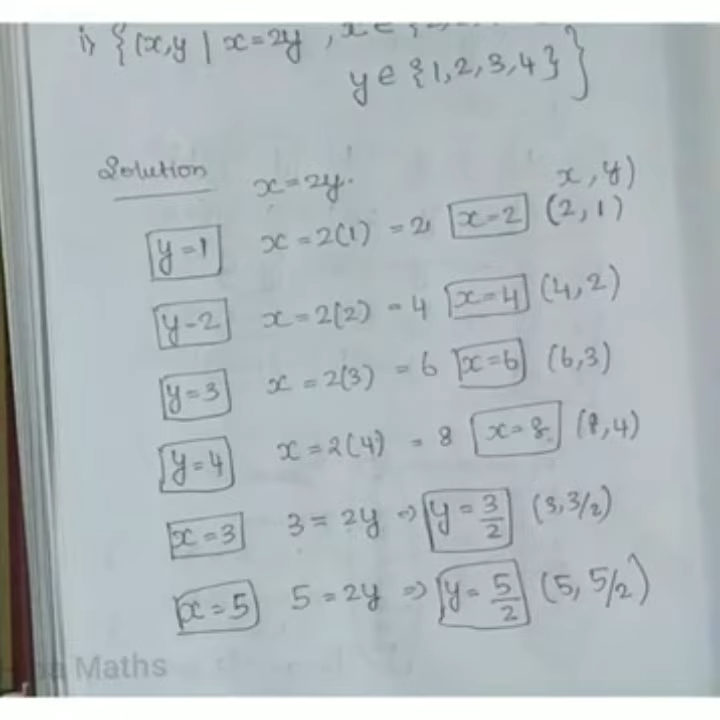 i) {(x,y | x=2y , x ∈ {
y ∈ {1,2,3,4}}
Solution x=2y. x,y)
y=1 x=2(1) =2 x=2 (2,1)
y=2 x=2(2) =4 x=4 (4,2)
y=3 x=2(3) =6 x=6 (6,3)
y=4 x=2(4) =8 x=8 (8,4)
x=3 3=2y ⇒ y=3/2 (3,3/2)
x=5 5=2y ⇒ y=5/2 (5,5/2)
Maths